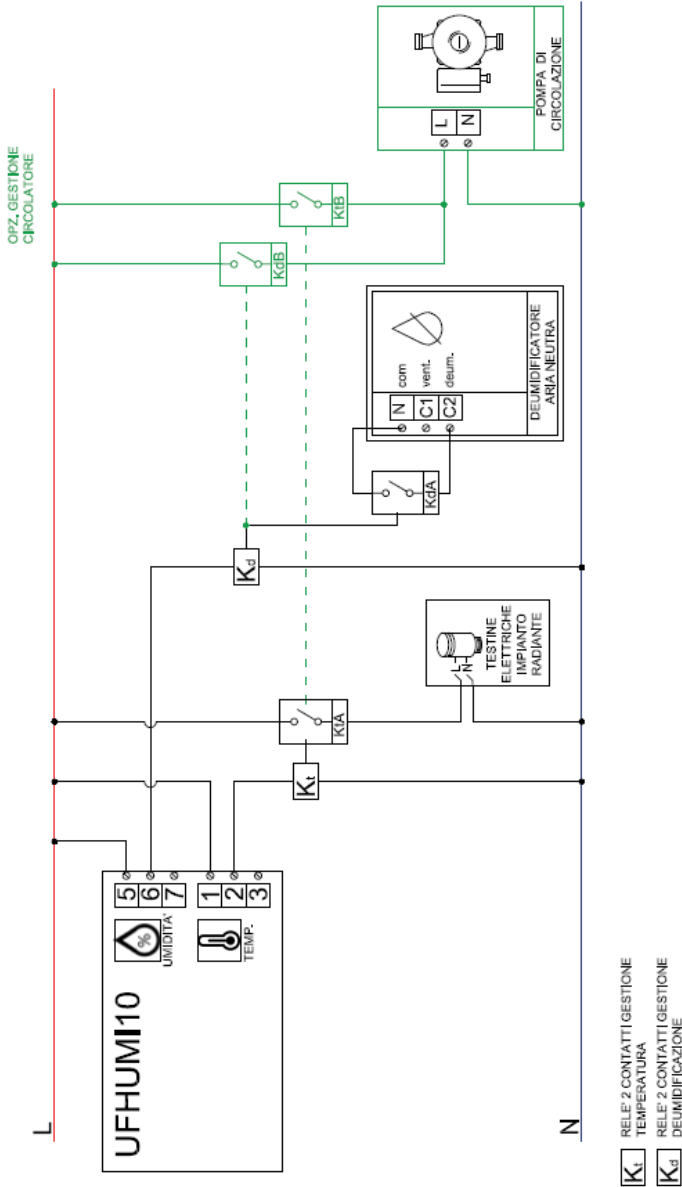 L
UFHUMI10
%
UMIDITA'
TEMP.
5
6
7
1
2
3
Kt
KtA
Kd
KdA
KdB
KtB
OPZ. GESTIONE
CIRCOLATORE
TESTINE
ELETTRICHE
IMPIANTO
RADIANTE
L
N
N
C1
C2
com
vent.
deum.
DEUMIDIFICATORE
ARIA NEUTRA
L
N
POMPA DI
CIRCOLAZIONE
N
Kt RELE' 2 CONTATTI GESTIONE
TEMPERATURA
Kd RELE' 2 CONTATTI GESTIONE
DEUMIDIFICAZIONE